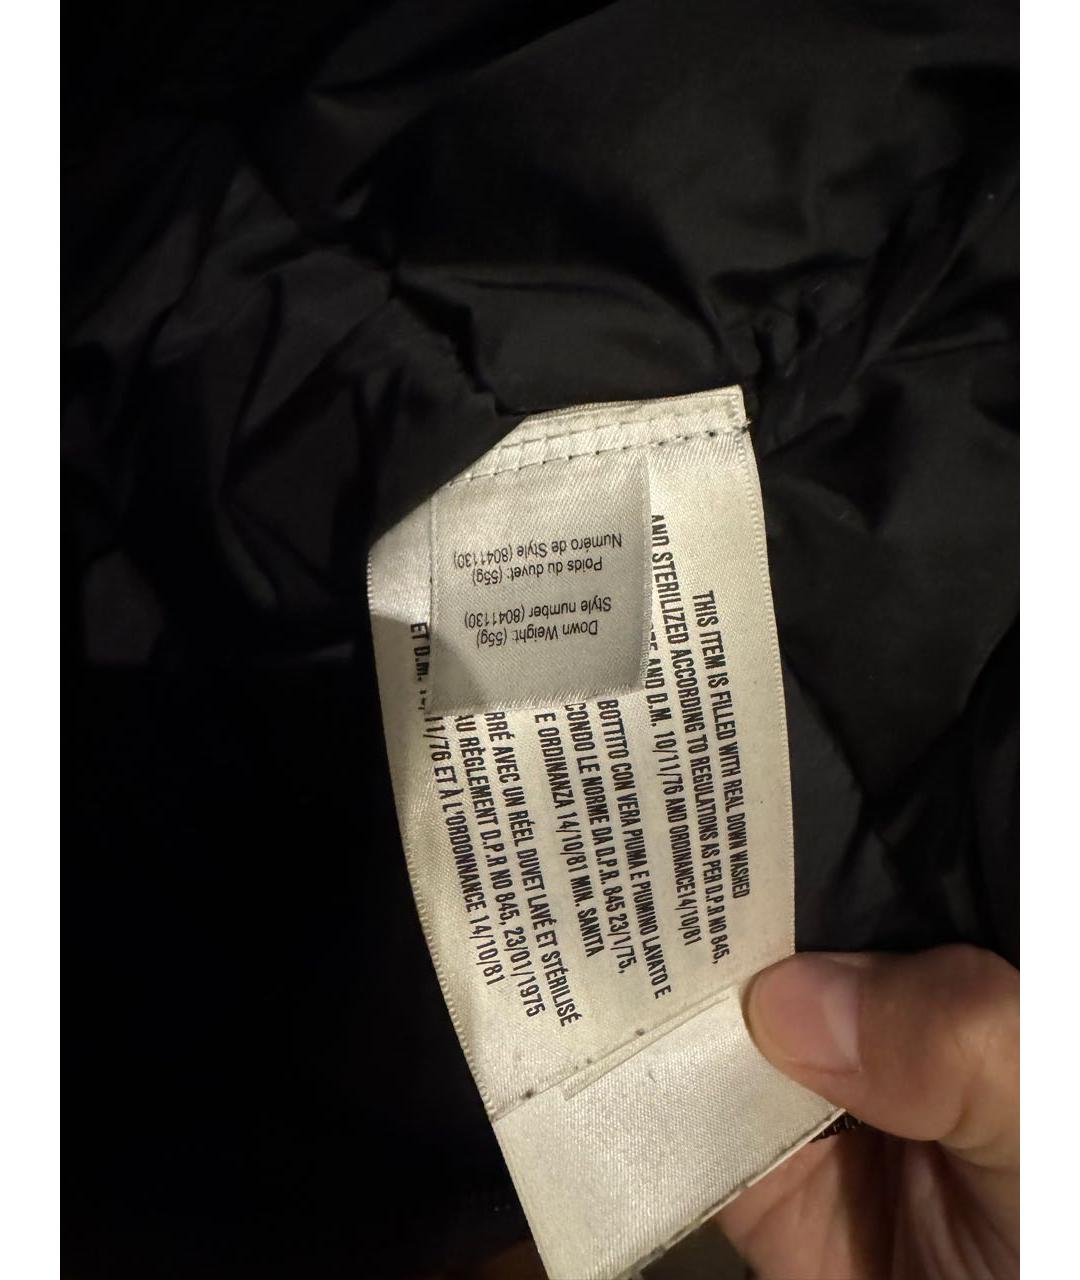 Down Weight: (55g)
Style number (8041130)
Poids du duvet: (55g)
Numéro de Style (8041130)
THIS ITEM IS FILLED WITH REAL DOWN WASHED
AND STERILIZED ACCORDING TO REGULATIONS AS PER D.P.R NO 845,
AND D.M. 10/11/76 AND ORDINANCE14/10/81
BOTTITO CON VERA PIUMA E PIUMINO LAVATO E
CONDO LE NORME DA D.P.R. 845 23/1/75,
E ORDINANZA 14/10/81 MIN. SANITA
RRÉ AVEC UN RÉEL DUVET LAVÉ ET STÉRILISÉ
AU RÈGLEMENT D.P.R NO 845, 23/01/1975
ET D.M. 11/76 ET À L'ORDONNANCE 14/10/81